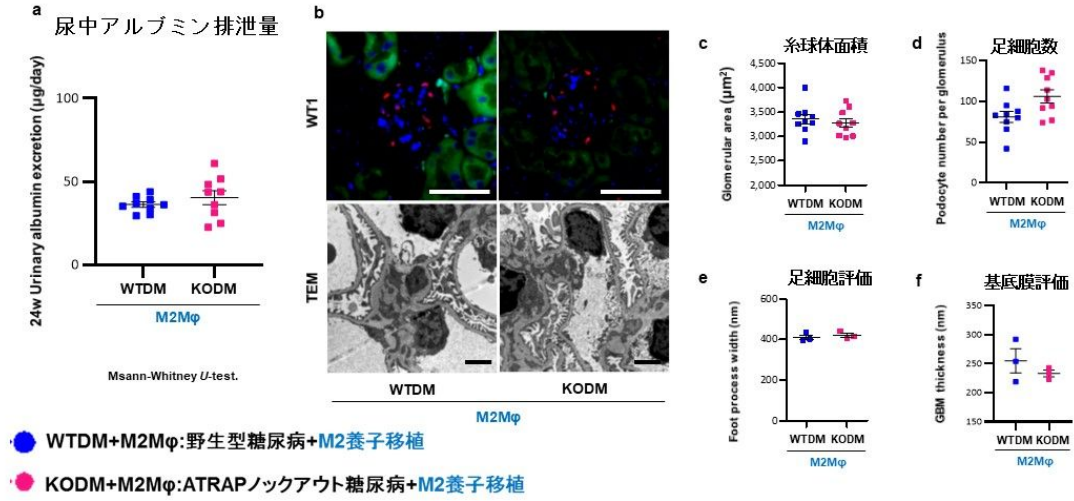 a
尿中アルブミン排泄量
24w Urinary albumin excretion (μg/day)
100
50
0
WTDM KODM
M2Mφ
Msann-Whitney U-test.
b
WT1
TEM
WTDM KODM
M2Mφ
c
糸球体面積
Glomerular area (μm²)
3,500
3,500
3,000
2,500
2,000
WTDM KODM
M2Mφ
d
足細胞数
Podocyte number per glomerulus
150
100
50
0
WTDM KODM
M2Mφ
e
足細胞評価
Foot process width (nm)
600
400
200
0
WTDM KODM
M2Mφ
f
基底膜評価
GBM thickness (nm)
350
300
250
200
150
WTDM KODM
M2Mφ
WTDM+M2Mφ:野生型糖尿病+M2養子移植
KODM+M2Mφ:ATRAPノックアウト糖尿病+M2養子移植